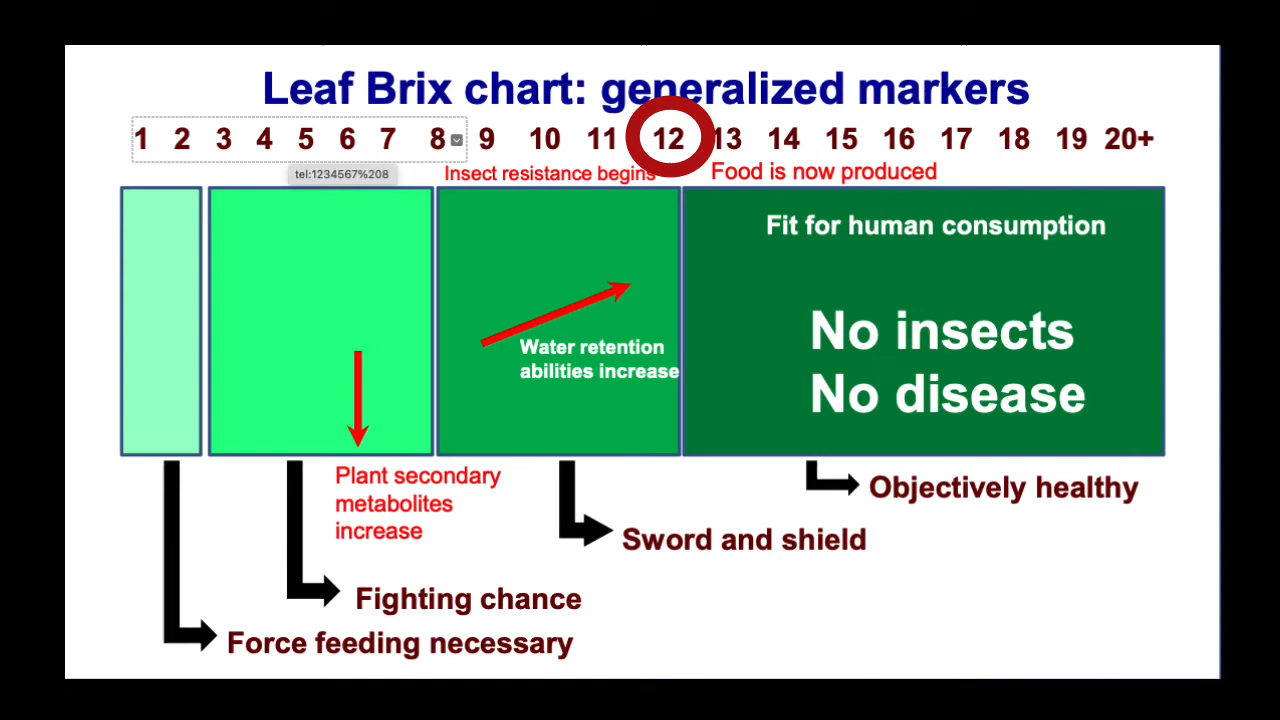 Leaf Brix chart: generalized markers
1 2 3 4 5 6 7 8 9 10 11 12 13 14 15 16 17 18 19 20+
tel:1234567%208
Insect resistance begins
Food is now produced
Fit for human consumption
No insects
No disease
Water retention
abilities increase
Plant secondary
metabolites
increase
Objectively healthy
Sword and shield
Fighting chance
Force feeding necessary